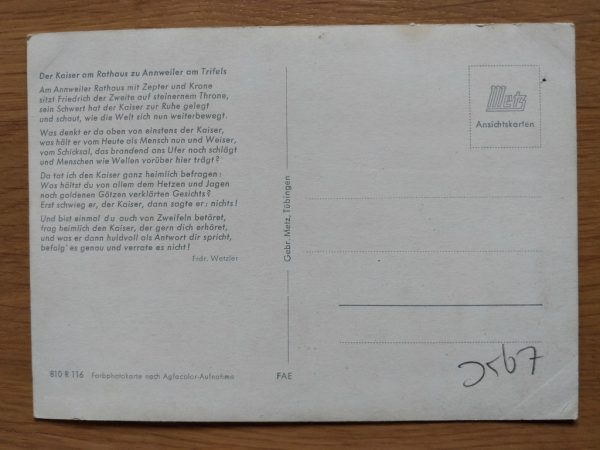 Der Kaiser am Rathaus zu Annweiler am Trifels
Am Annweiler Rathaus mit Zepter und Krone
sitzt Friedrich der Zweite auf steinernem Throne,
sein Schwert hat der Kaiser zur Ruhe gelegt
und schaut, wie die Welt sich nun weiterbewegt.
Was denkt er da oben von einstens der Kaiser,
was hält er vom Heute als Mensch nun und Weiser,
vom Schicksal, das brandend ans Ufer noch schlägt
und Menschen wie Wellen vorüber hier trägt?
Da tat ich den Kaiser ganz heimlich befragen:
Was hältst du von allem dem Hetzen und Jagen
nach goldenen Götzen verklärten Gesichts?
Erst schwieg er, der Kaiser, dann sagte er: nichts!
Und bist einmal du auch von Zweifeln betöret,
frag heimlich den Kaiser, der gern dich erhöret,
und was er dann huldvoll als Antwort dir spricht,
befolg' es genau und verrate es nicht!
Frdr. Wetzler
810 R 116 Farbphotokarte nach Agfacolor-Aufnahme
FAE
Gebr. Metz, Tübingen
Metz
Ansichtskarten